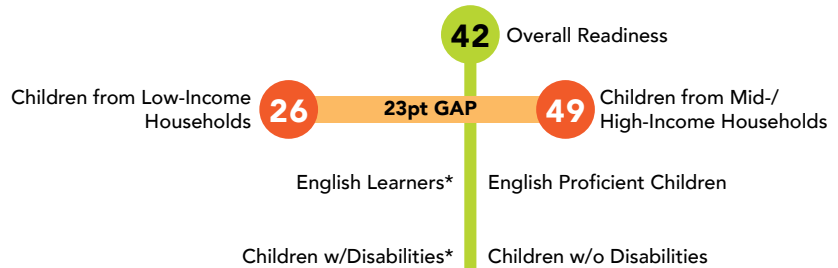 42 Overall Readiness
Children from Low-Income
Households
26
23pt GAP
49
Children from Mid-/
High-Income Households
English Learners*
English Proficient Children
Children w/Disabilities*
Children w/o Disabilities